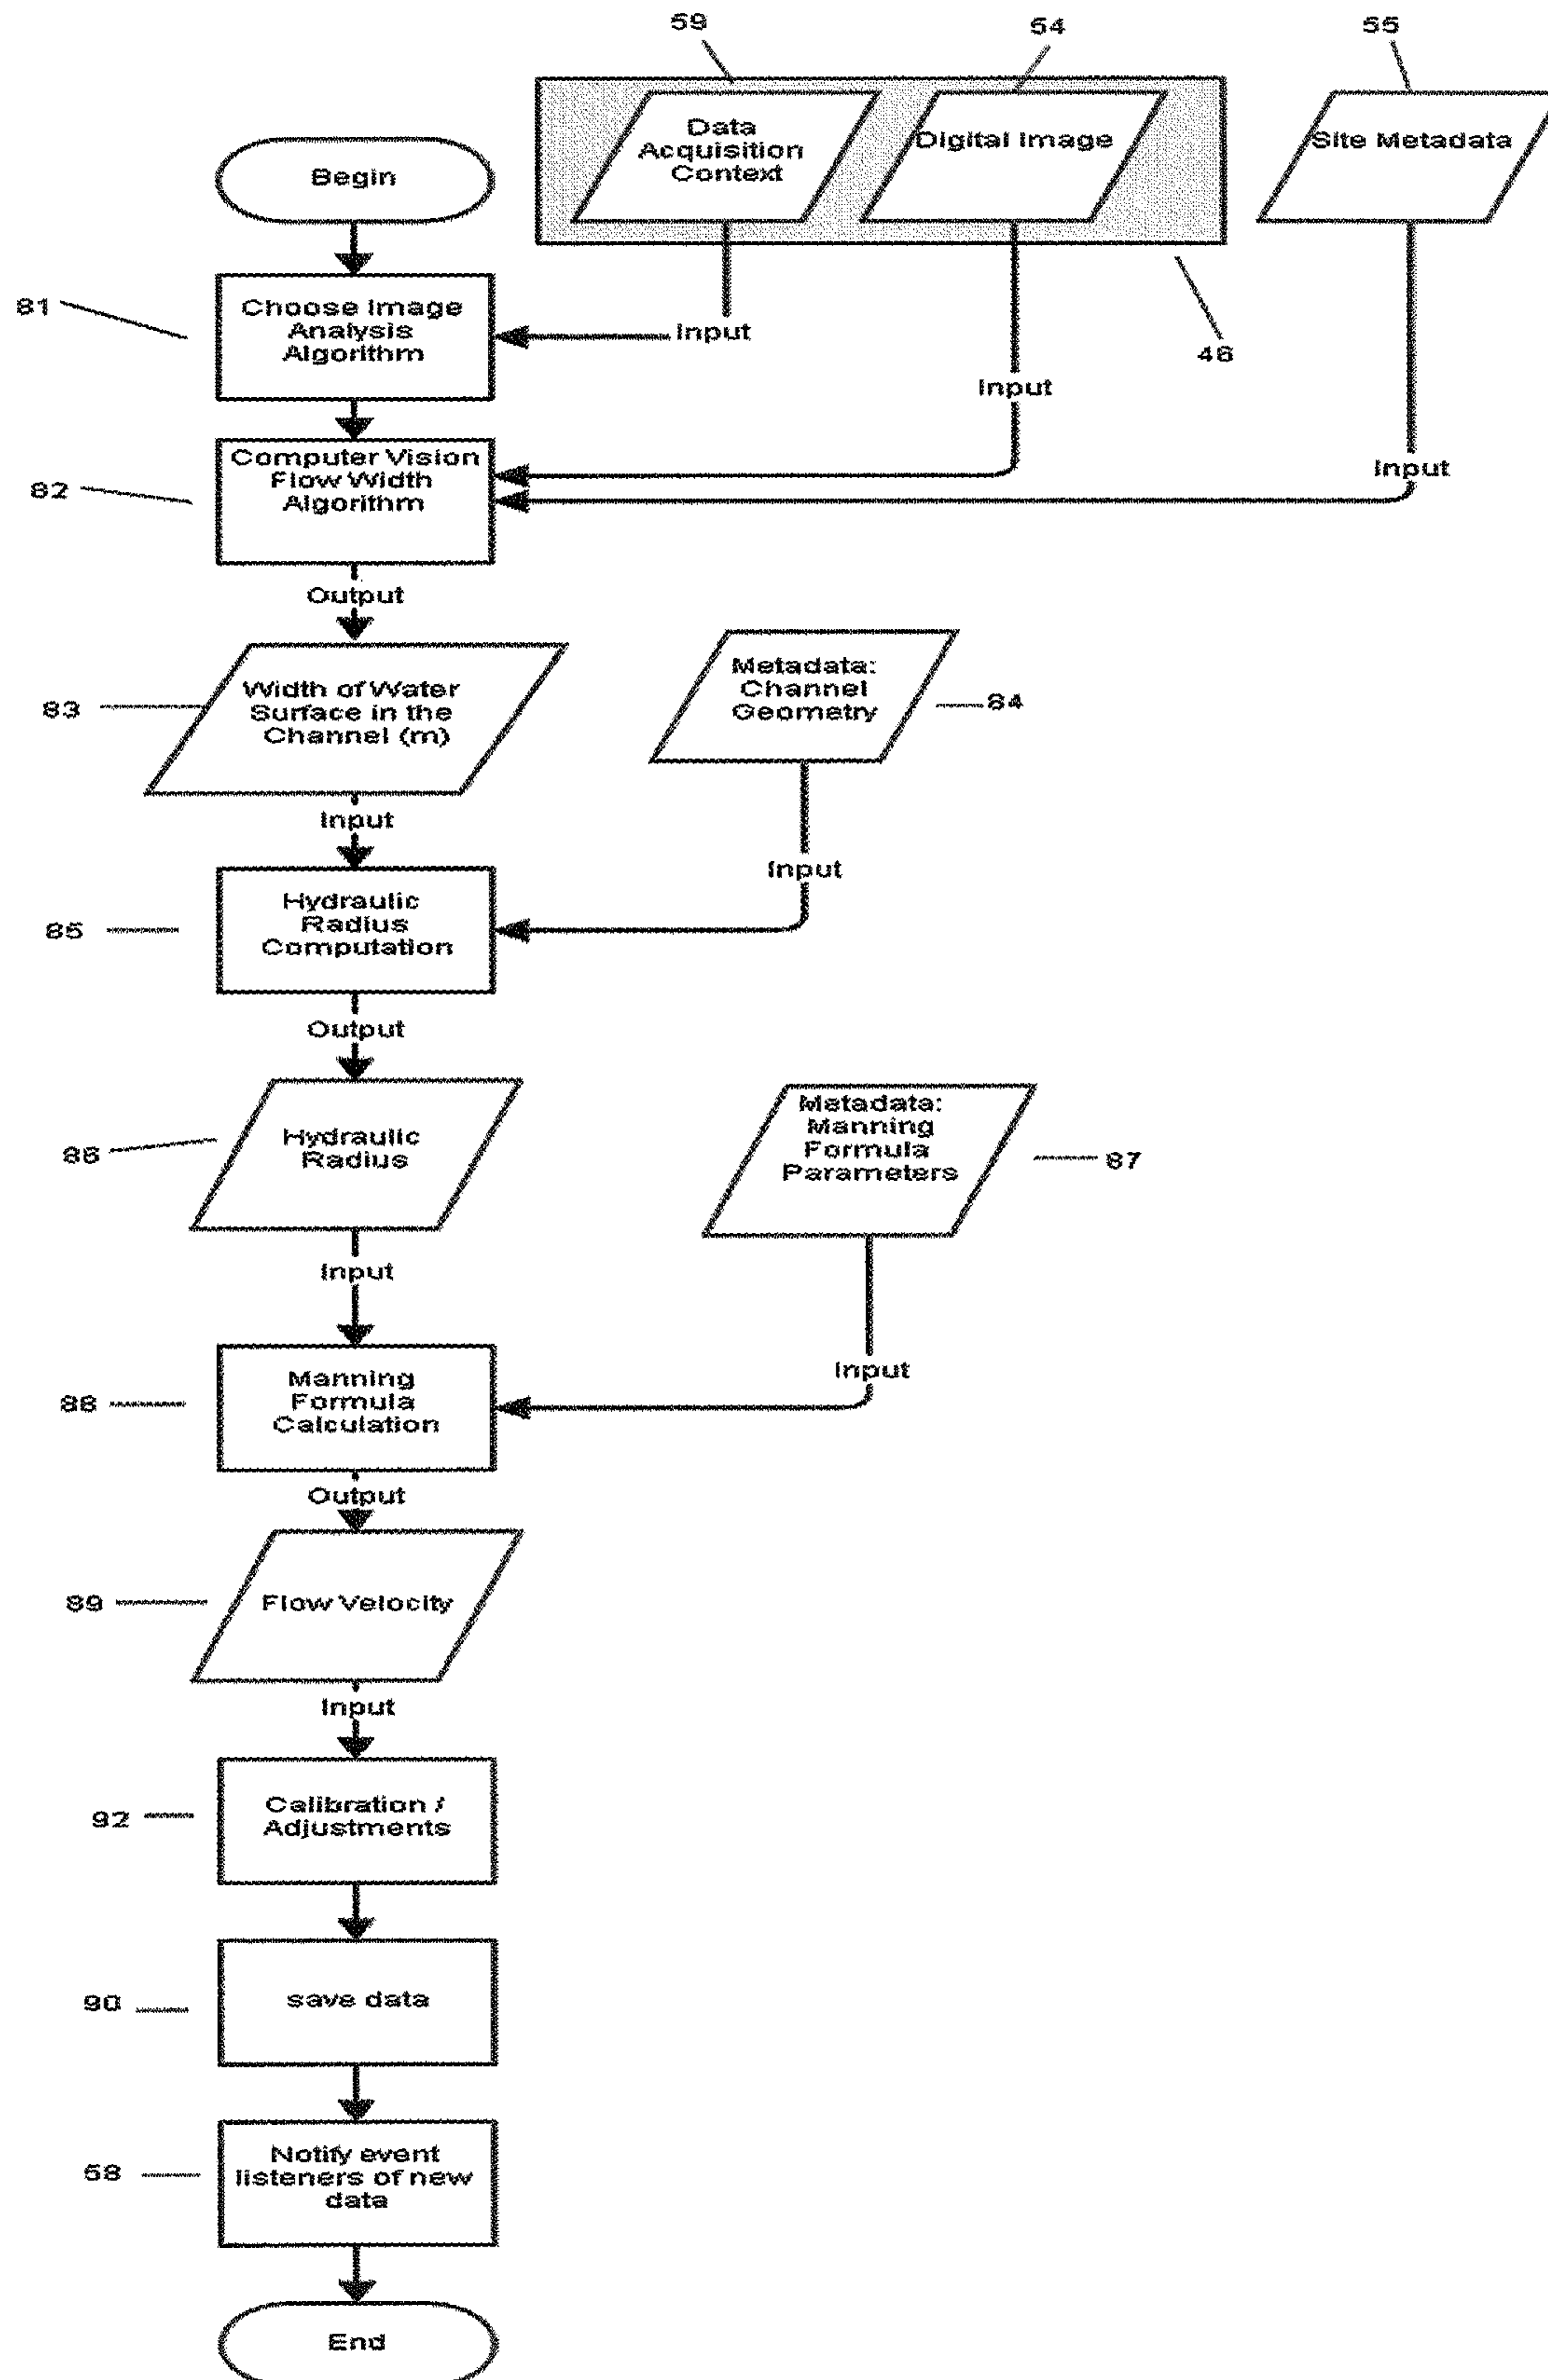 59
54
55
Data
Acquisition
Context
Digital Image
Site Metadata
Begin
81
Choose Image
Analysis
Algorithm
Input
46
Input
82
Computer Vision
Flow Width
Algorithm
Input
Output
83
Width of Water
Surface in the
Channel (m)
Metadata:
Channel
Geometry
84
Input
Input
85
Hydraulic
Radius
Computation
Output
86
Hydraulic
Radius
Metadata:
Manning
Formula
Parameters
87
Input
Input
88
Manning
Formula
Calculation
Output
89
Flow Velocity
Input
92
Calibration /
Adjustments
90
save data
58
Notify event
listeners of new
data
End